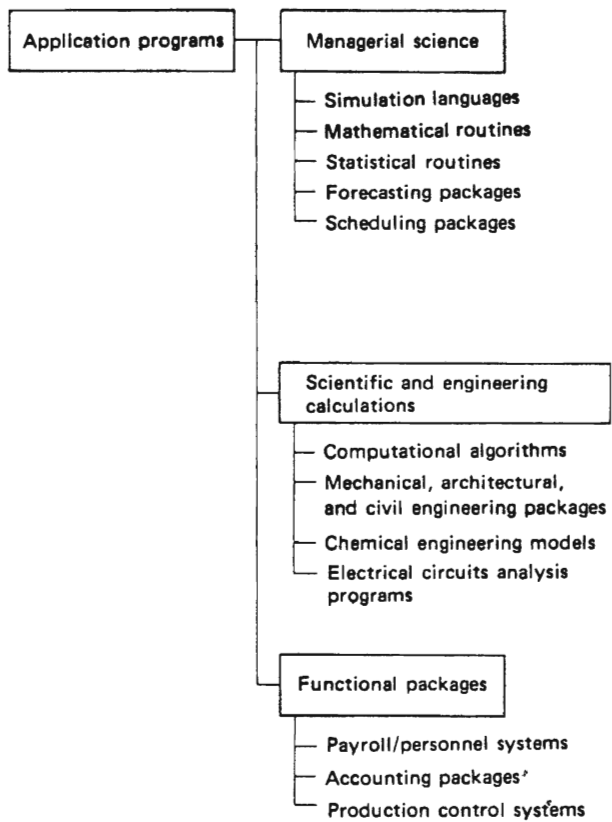 Application programs
Managerial science
Simulation languages
Mathematical routines
Statistical routines
Forecasting packages
Scheduling packages
Scientific and engineering
calculations
Computational algorithms
Mechanical, architectural,
and civil engineering packages
Chemical engineering models
Electrical circuits analysis
programs
Functional packages
Payroll/personnel systems
Accounting packages
Production control systems